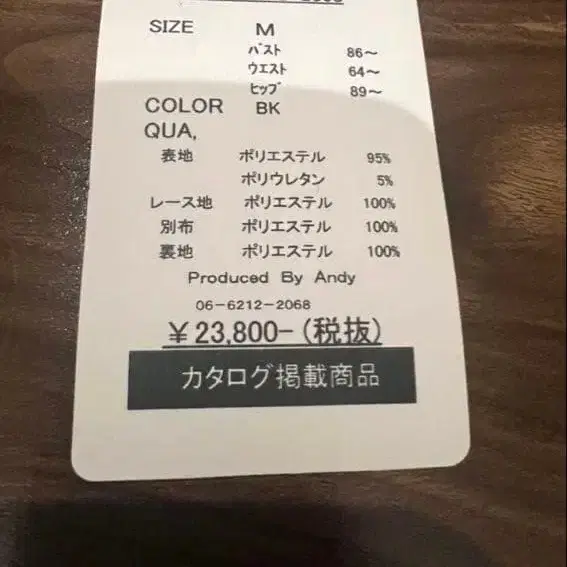 SIZE M
バスト 86～
ウエスト 64～
ヒップ 89～
COLOR BK
QUA,
表地 ポリエステル 95%
ポリウレタン 5%
レース地 ポリエステル 100%
別布 ポリエステル 100%
裏地 ポリエステル 100%
Produced By Andy
06-6212-2068
￥23,800-(税抜)
カタログ掲載商品